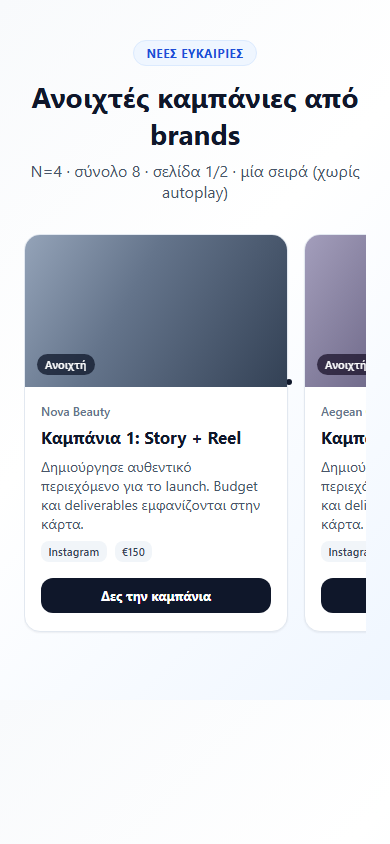 ΝΕΕΣ ΕΥΚΑΙΡΙΕΣ
Ανοιχτές καμπάνιες από
brands
N=4 · σύνολο 8 · σελίδα 1/2 · μία σειρά (χωρίς
autoplay)
Ανοιχτή
Ανοιχτή
Nova Beauty
Καμπάνια 1: Story + Reel
Δημιούργησε αυθεντικό
περιεχόμενο για το launch. Budget
και deliverables εμφανίζονται στην
κάρτα.
Instagram
€150
Δες την καμπάνια
Aegean
κάρτα.